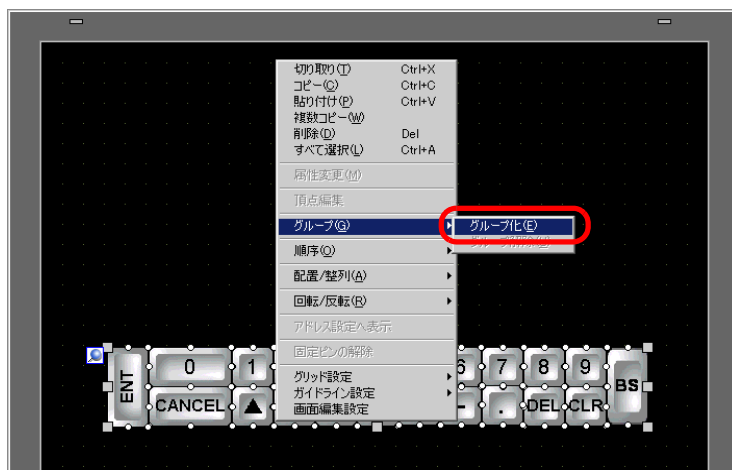 切り取り(T) Ctrl+X
コピー(C) Ctrl+C
貼り付け(P) Ctrl+V
複数コピー(W)
削除(D) Del
すべて選択(L) Ctrl+A
属性変更(M)
頂点編集
グループ(G)
グループ化(E)
順序(O)
配置/整列(A)
回転/反転(R)
アドレス設定へ表示
固定ピンの解除
グリッド設定
ガイドライン設定
画面編集設定
ENT 0 1 7 8 9 BS
CANCEL ▲ - . DEL CLR